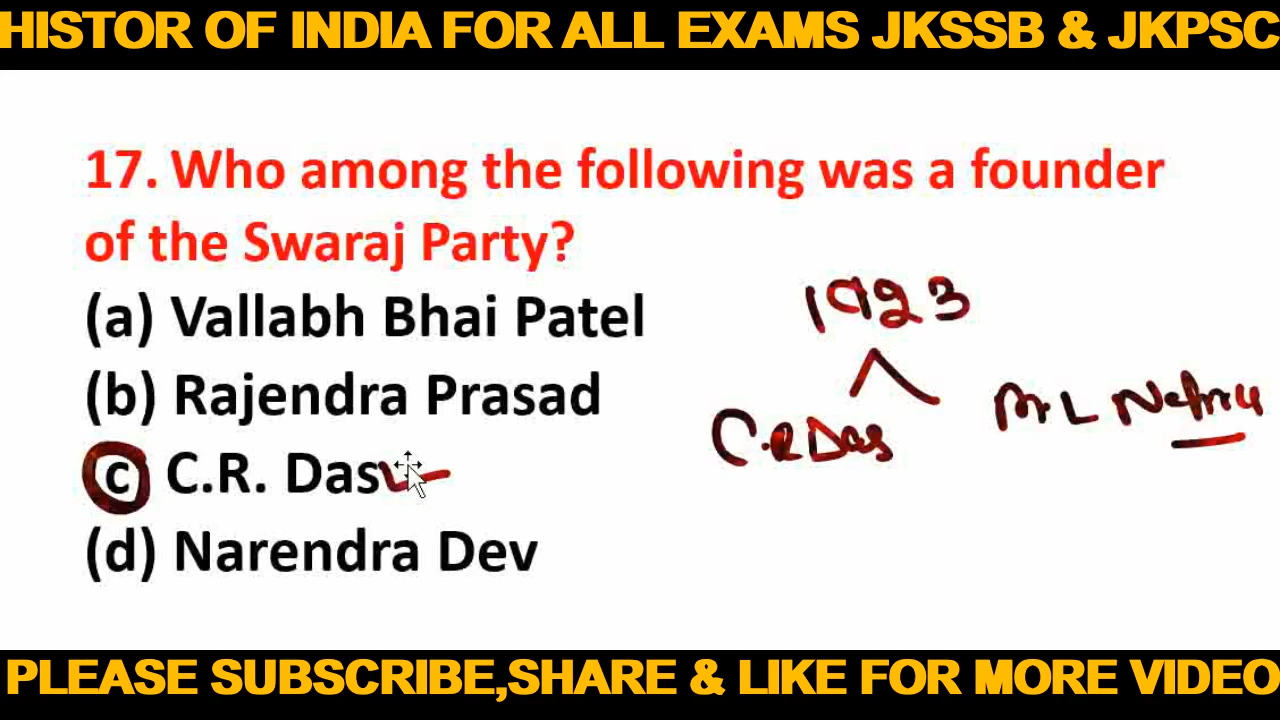 HISTOR OF INDIA FOR ALL EXAMS JKSSB & JKPSC
17. Who among the following was a founder
of the Swaraj Party?
(a) Vallabh Bhai Patel
(b) Rajendra Prasad
(c) C.R. Das
(d) Narendra Dev
1923
C.R Das
M.L Nehru
PLEASE SUBSCRIBE,SHARE & LIKE FOR MORE VIDEO